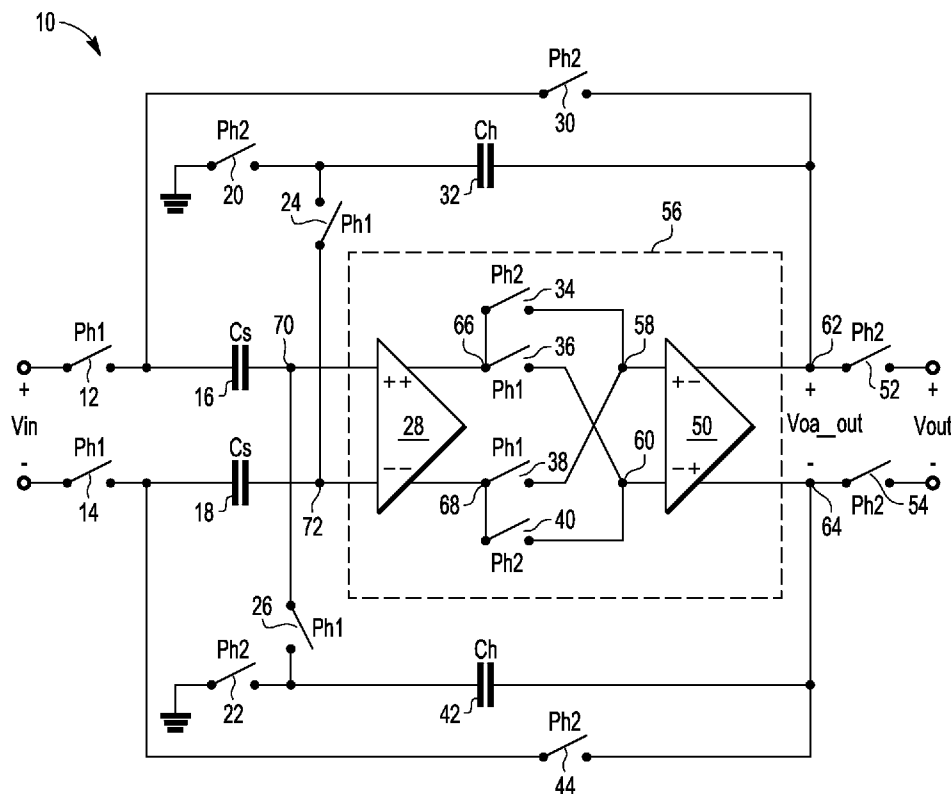 10
Ph2
30
Ph2
Ch
20
32
24
Ph1
56
Ph2
34
Ph1
Cs
70
66
36
58
62
Ph2
+
12
16
++
Ph1
+-
+
52
+
Vin
28
50
Voa_out
Vout
-
Ph1
Cs
--
Ph1
38
60
-+
-
-
14
18
72
68
40
64
Ph2
54
Ph2
26
Ph1
Ph2
Ch
22
42
Ph2
44